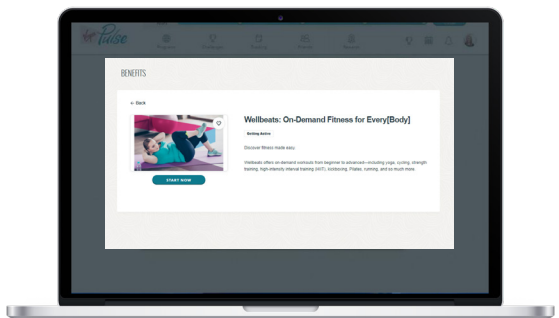 Pulse
BENEFITS
← Back
Wellbeats: On-Demand Fitness for Every[Body]
Getting Active
Discover fitness made easy.
Wellbeats offers on-demand workouts from beginner to advanced—including yoga, cycling, strength
training, high-intensity interval training (HIIT), kickboxing, Pilates, running, and so much more.
START NOW